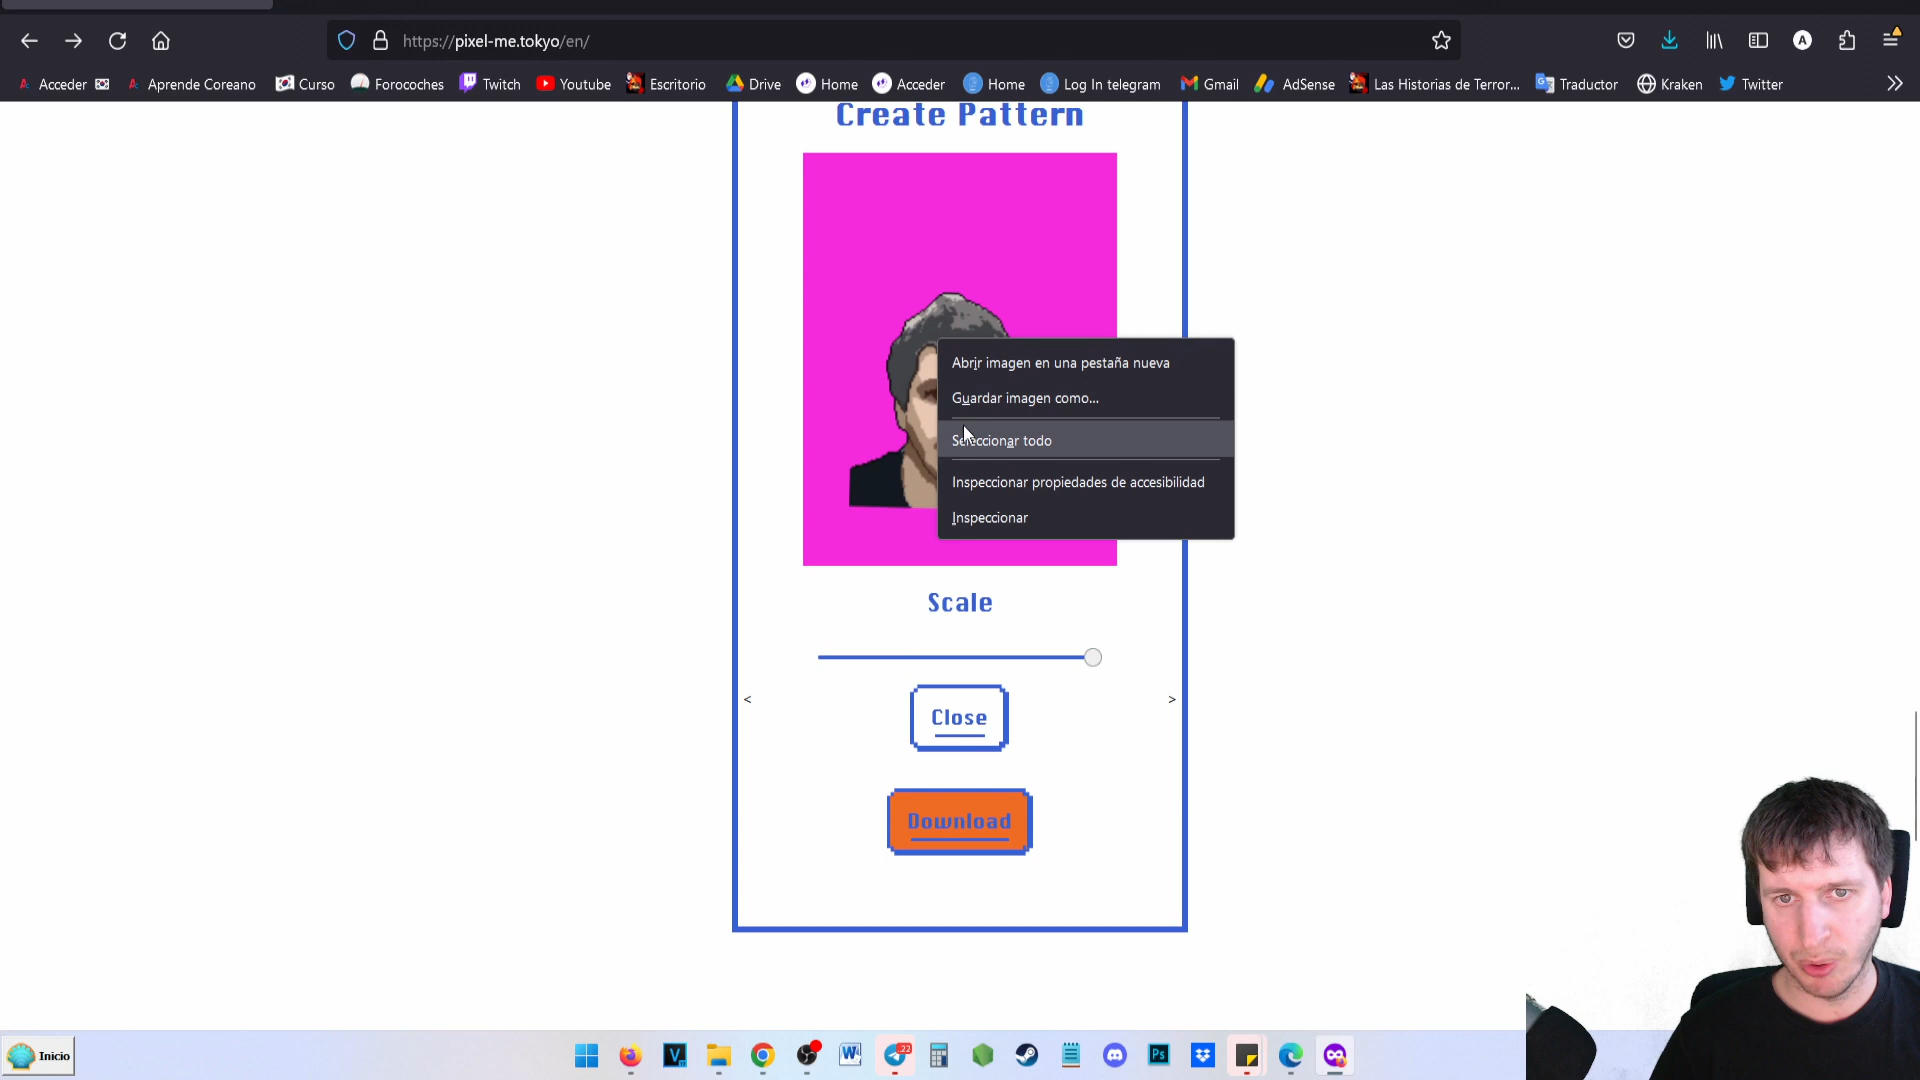 https://pixel-me.tokyo/en/
Acceder
Aprende Coreano
Curso
Forocoches
Twitch
Youtube
Escritorio
Drive
Home
Acceder
Home
Log In telegram
Gmail
AdSense
Las Historias de Terror...
Traductor
Kraken
Twitter
Create Pattern
Abrir imagen en una pestaña nueva
Guardar imagen como...
Seleccionar todo
Inspeccionar propiedades de accesibilidad
Inspeccionar
Scale
< >
Close
Download
Inicio